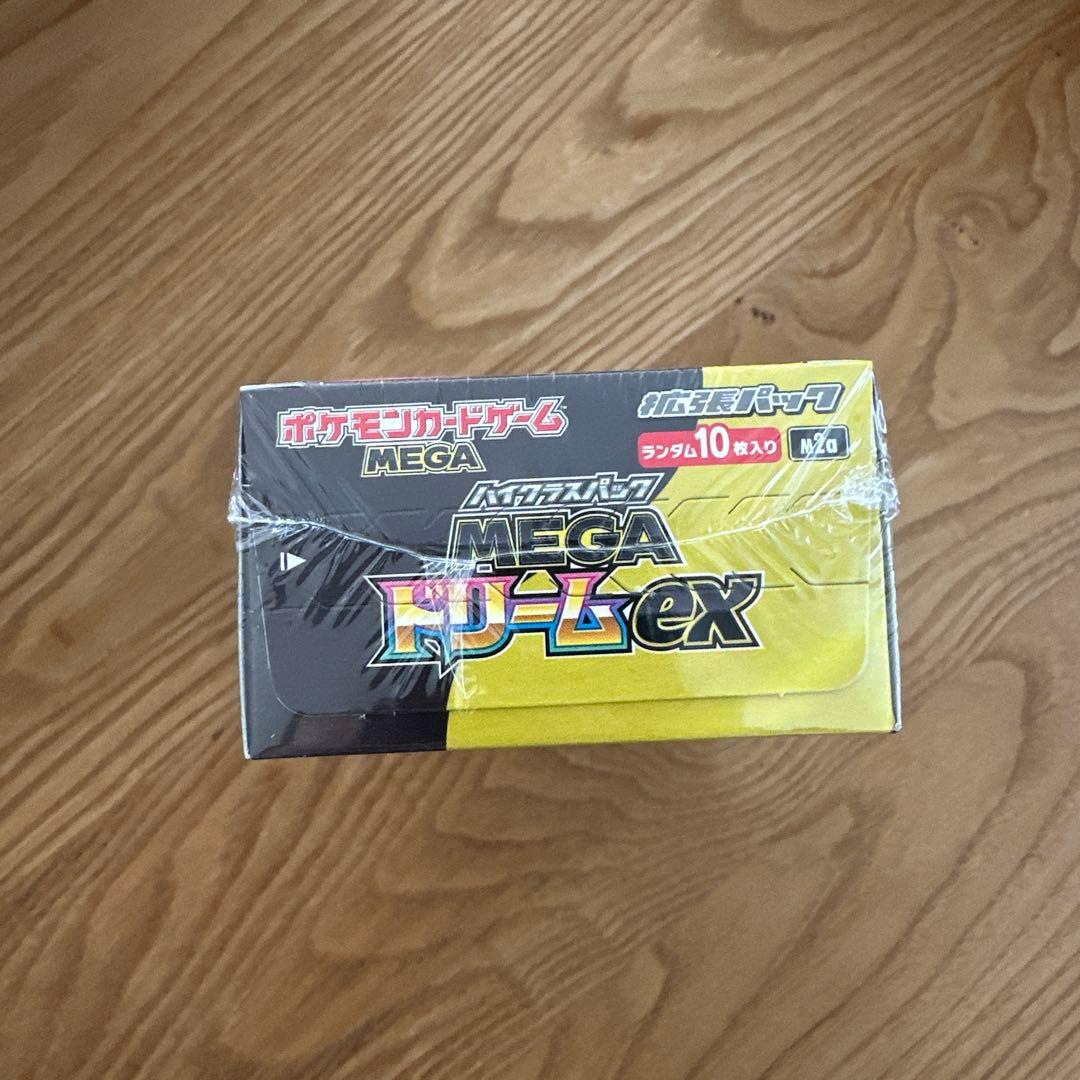 ポケモンカードゲーム
MEGA
拡張パック
ランダム10枚入り M2a
ハイクラスパック
MEGA
ドリームex